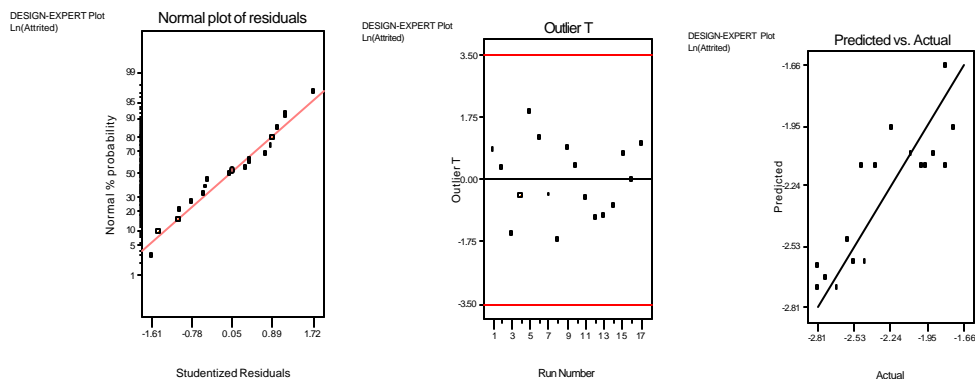 DESIGN-EXPERT Plot
Ln(Attrited)
Normal plot of residuals
Normal % probability
99
95
90
80
70
50
30
20
10
5
1
-1.61
-0.78
0.05
0.89
1.72
Studentized Residuals
DESIGN-EXPERT Plot
Ln(Attrited)
Outlier T
Outlier T
3.50
1.75
0.00
-1.75
-3.50
1
3
5
7
9
11
13
15
17
Run Number
DESIGN-EXPERT Plot
Ln(Attrited)
Predicted vs. Actual
Predicted
-1.66
-1.95
-2.24
-2.53
-2.81
-2.81
-2.53
-2.24
-1.95
-1.66
Actual